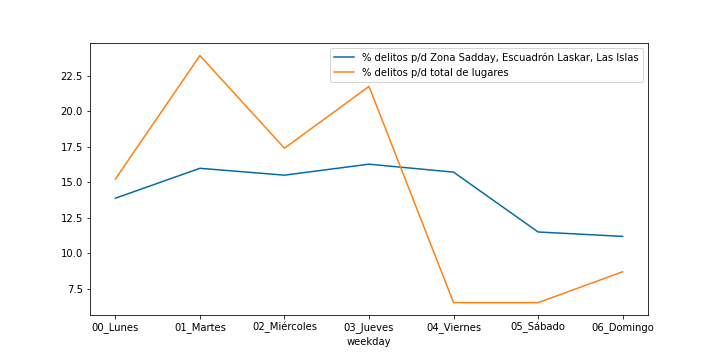 % delitos p/d Zona Sadday, Escuadrón Laskar, Las Islas
% delitos p/d total de lugares
22.5
20.0
17.5
15.0
12.5
10.0
7.5
00_Lunes 01_Martes 02_Miércoles 03_Jueves 04_Viernes 05_Sábado 06_Domingo
weekday